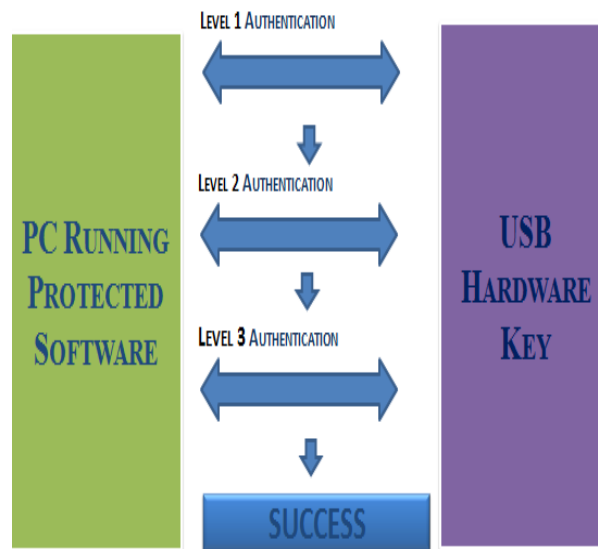 Level 1 Authentication
Level 2 Authentication
PC Running
Protected
Software
USB
Hardware
Key
Level 3 Authentication
SUCCESS